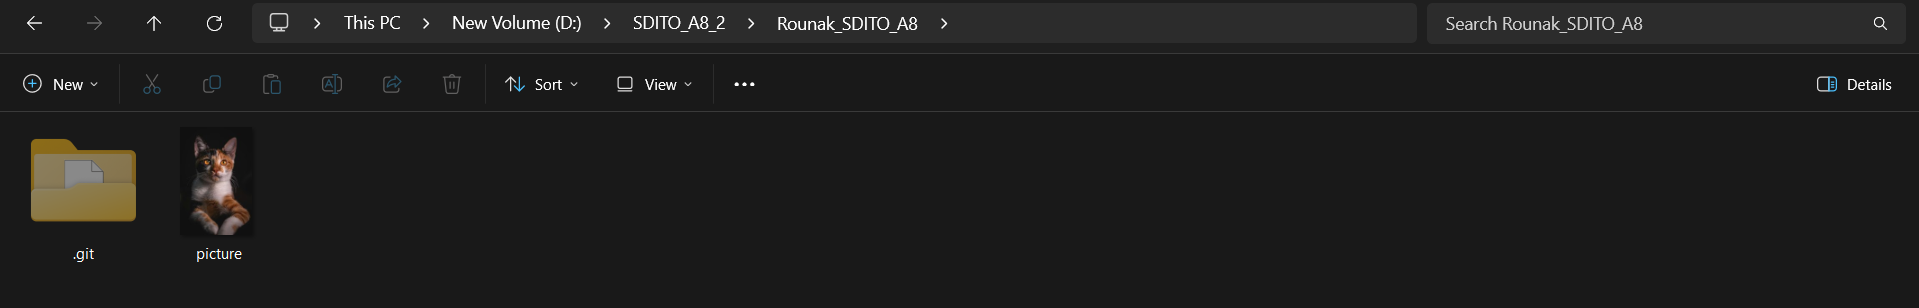 This PC > New Volume (D:) > SDITO_A8_2 > Rounak_SDITO_A8 >
Search Rounak_SDITO_A8
New
Sort
View
Details
.git
picture